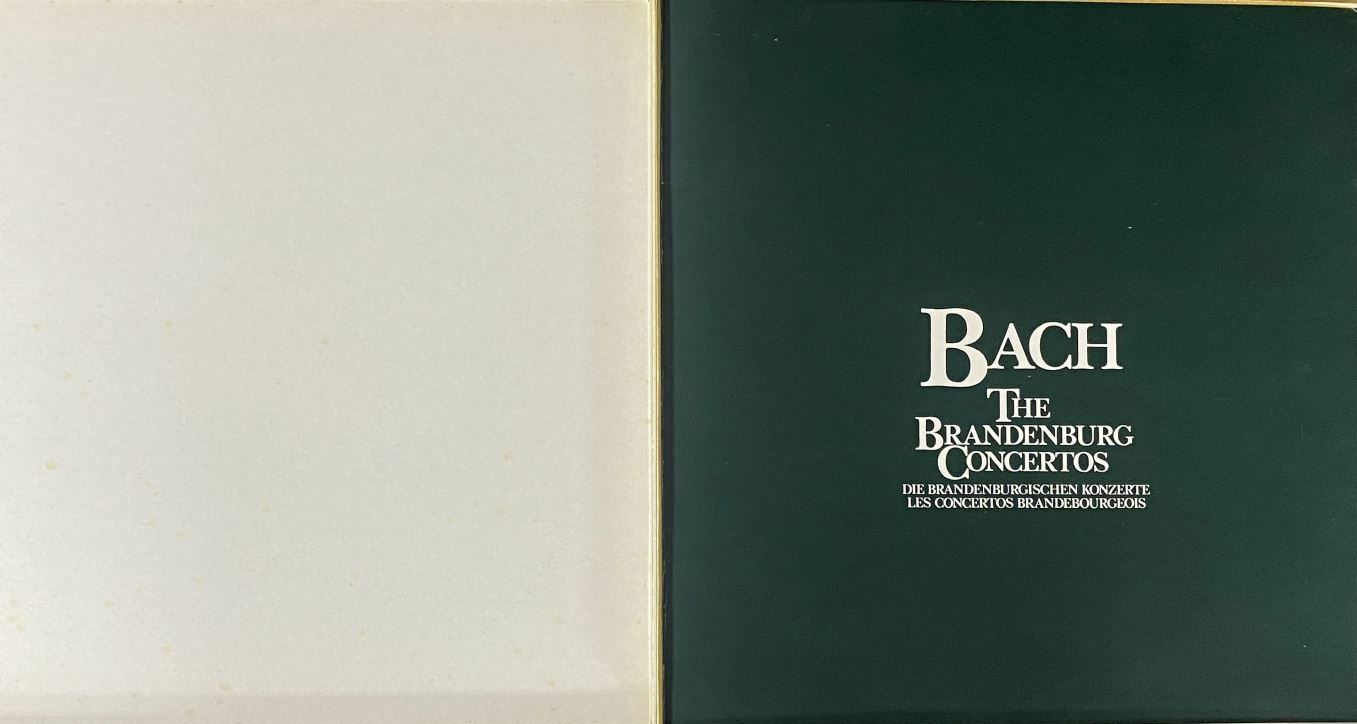 BACH
THE
BRANDENBURG
CONCERTOS
DIE BRANDENBURGISCHEN KONZERTE
LES CONCERTOS BRANDEBOURGEOIS